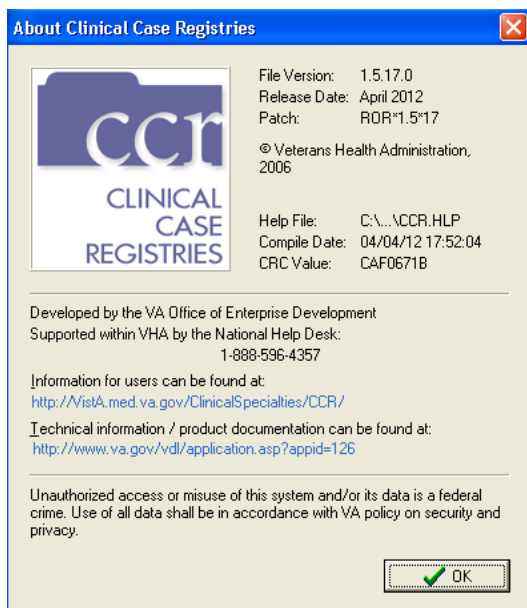 About Clinical Case Registries
ccr
CLINICAL
CASE
REGISTRIES
File Version: 1.5.17.0
Release Date: April 2012
Patch: ROR*1.5*17
© Veterans Health Administration,
2006
Help File: C:\...\CCR.HLP
Compile Date: 04/04/12 17:52:04
CRC Value: CAF0671B
Developed by the VA Office of Enterprise Development
Supported within VHA by the National Help Desk:
1-888-596-4357
Information for users can be found at:
http://VistA.med.va.gov/ClinicalSpecialties/CCR/
Technical information / product documentation can be found at:
http://www.va.gov/vdl/application.asp?appid=126
Unauthorized access or misuse of this system and/or its data is a federal
crime. Use of all data shall be in accordance with VA policy on security and
privacy.
OK